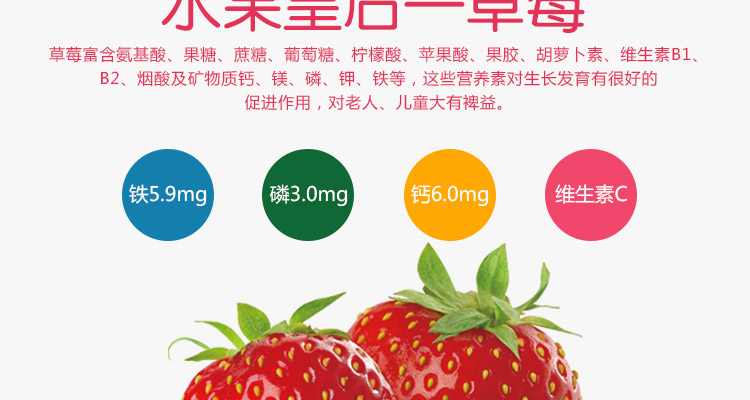 水果皇后—草莓
草莓富含氨基酸、果糖、蔗糖、葡萄糖、柠檬酸、苹果酸、果胶、胡萝卜素、维生素B1、
B2、烟酸及矿物质钙、镁、磷、钾、铁等，这些营养素对生长发育有很好的
促进作用，对老人、儿童大有裨益。
铁5.9mg
磷3.0mg
钙6.0mg
维生素C